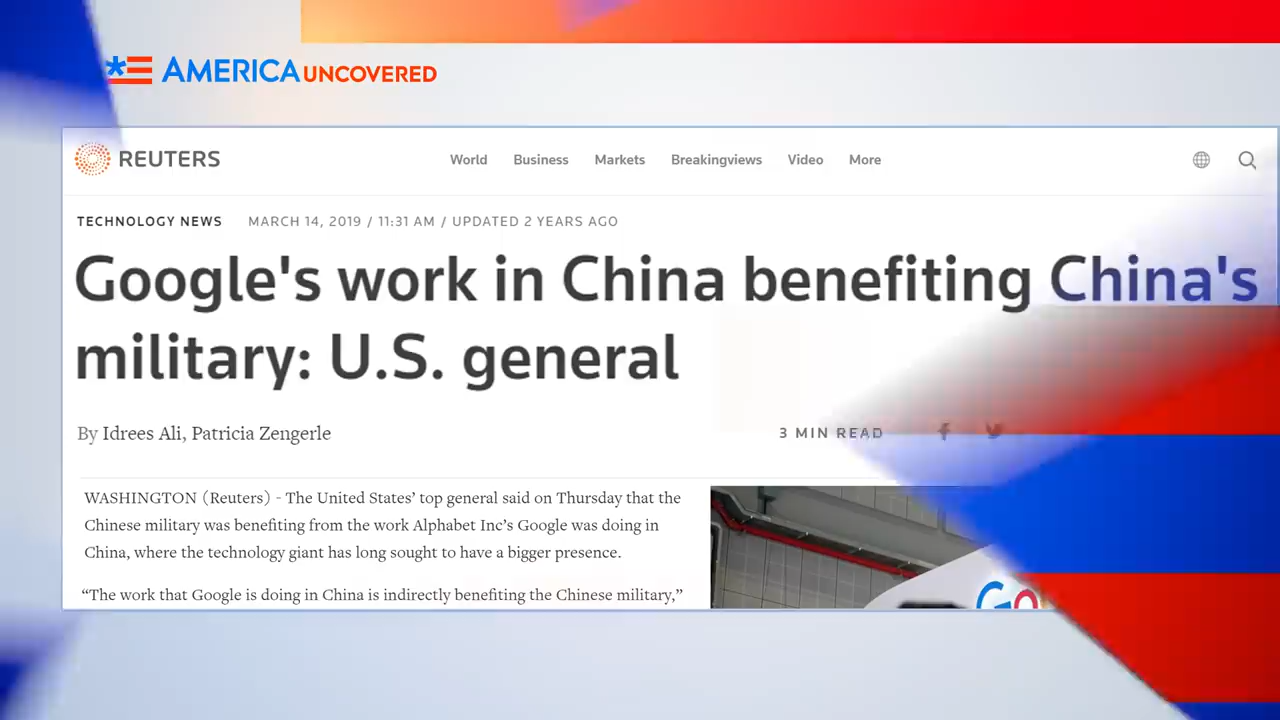 AMERICA UNCOVERED
REUTERS
World Business Markets Breakingviews Video More
TECHNOLOGY NEWS MARCH 14, 2019 / 11:31 AM / UPDATED 2 YEARS AGO
Google's work in China benefiting China's
military: U.S. general
By Idrees Ali, Patricia Zengerle
3 MIN READ
WASHINGTON (Reuters) - The United States’ top general said on Thursday that the
Chinese military was benefiting from the work Alphabet Inc’s Google was doing in
China, where the technology giant has long sought to have a bigger presence.
“The work that Google is doing in China is indirectly benefiting the Chinese military,”
Go